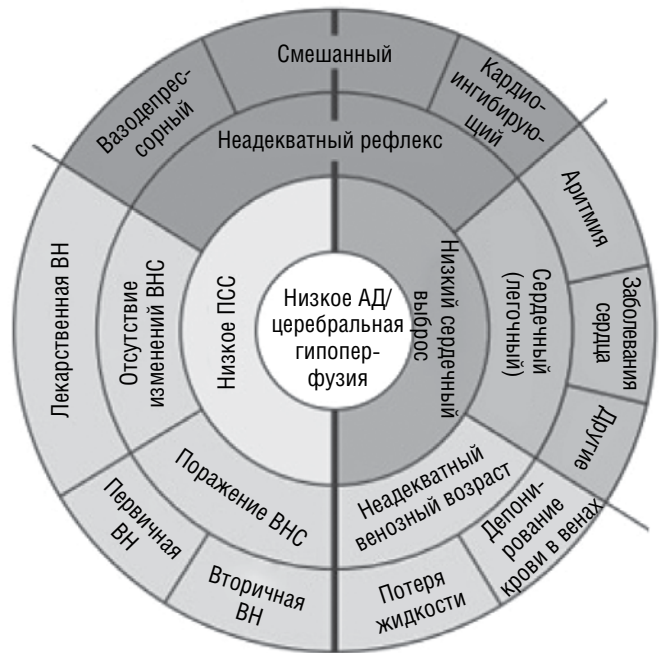 Смешанный
Вазодепрес-
сорный
Кардио-
ингибирую-
щий
Неадекватный рефлекс
Аритмия
Заболевания
сердца
Другие
Сердечный
(легочный)
Низкий сердечный
выброс
Низкое АД/
церебральная
гипопер-
фузия
Низкое ПСС
Отсутствие
изменений ВНС
Лекарственная ВН
Поражение ВНС
Неадекватный
венозный возраст
Первичная
ВН
Вторичная
ВН
Потеря
жидкости
Депони-
рование
крови в венах